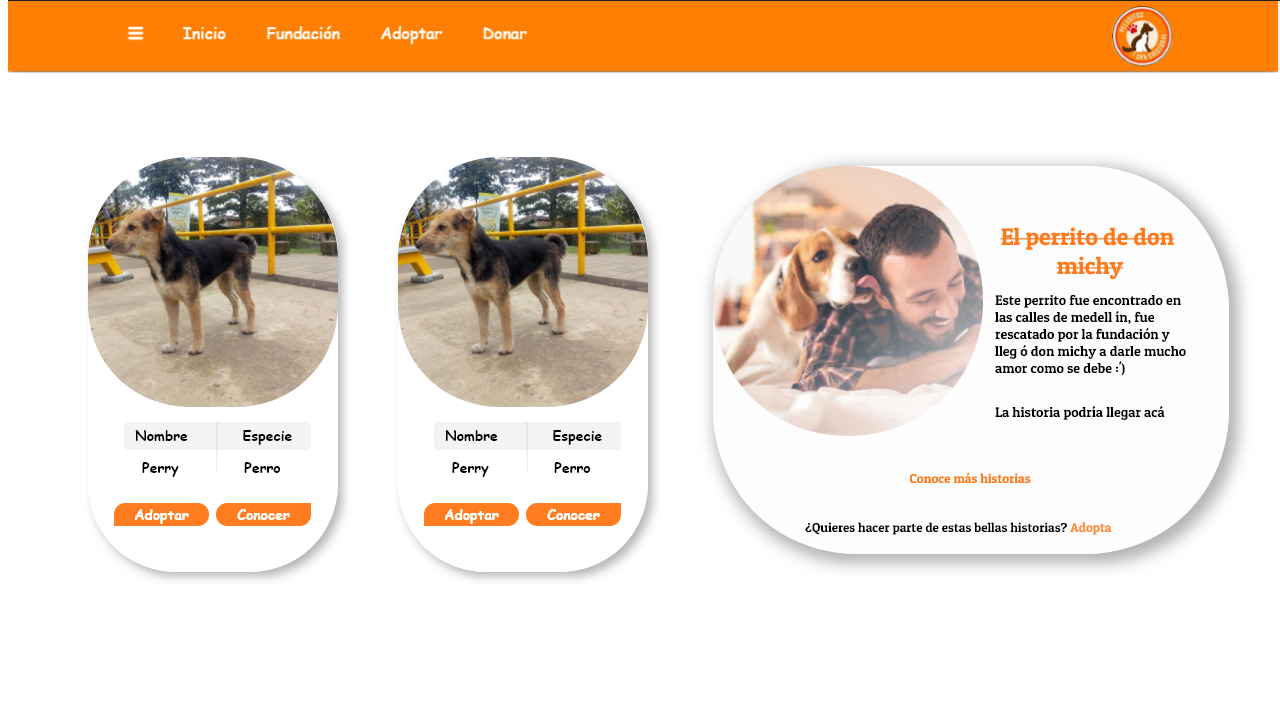 Inicio Fundación Adoptar Donar
Nombre Especie
Perry Perro
Adoptar Conocer
Nombre Especie
Perry Perro
Adoptar Conocer
El perrito de don
michy
Este perrito fue encontrado en
las calles de medell ín, fue
rescatado por la fundación y
lleg ó don michy a darle mucho
amor como se debe :')
La historia podría llegar acá
Conoce más historias
¿Quieres hacer parte de estas bellas historias? Adopta